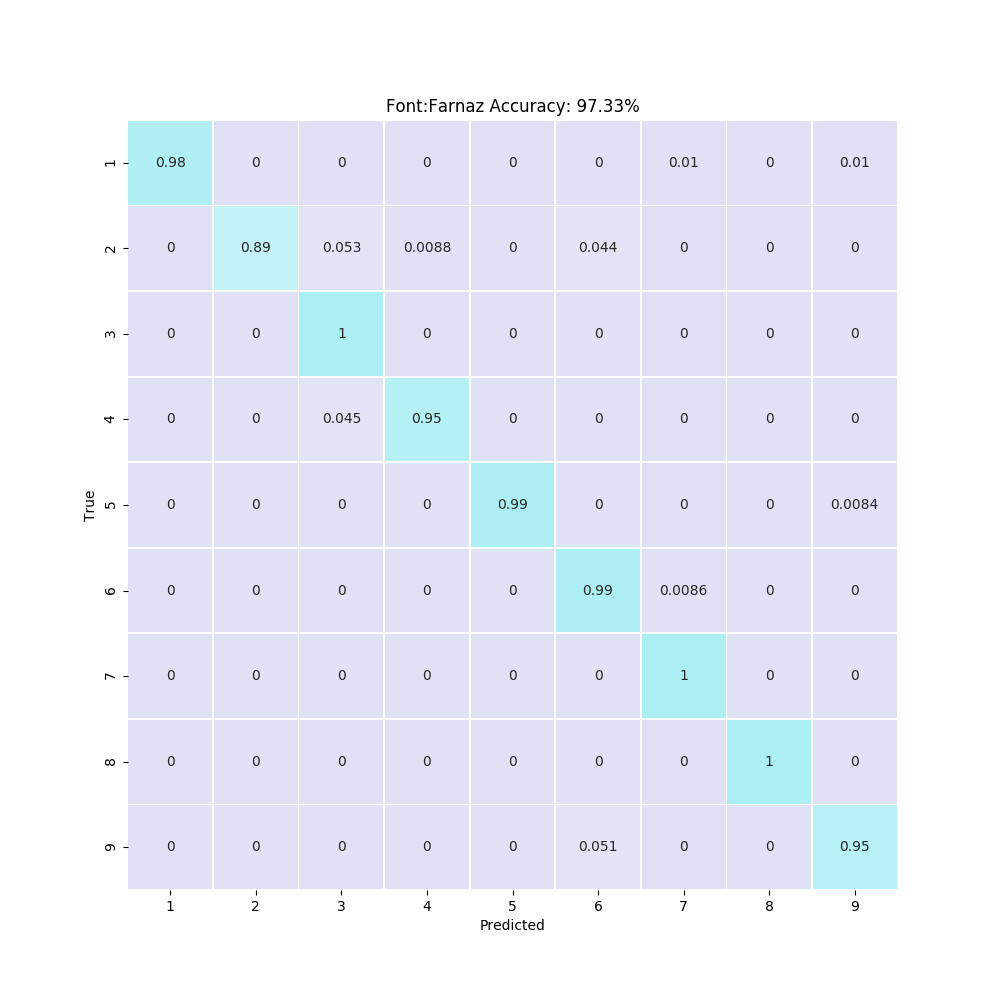 Font:Farnaz Accuracy: 97.33%
1 0.98 0 0 0 0 0 0.01 0 0.01
2 0 0.89 0.053 0.0088 0 0.044 0 0 0
3 0 0 1 0 0 0 0 0 0
4 0 0 0.045 0.95 0 0 0 0 0
True
5 0 0 0 0 0.99 0 0 0 0.0084
6 0 0 0 0 0 0.99 0.0086 0 0
7 0 0 0 0 0 0 1 0 0
8 0 0 0 0 0 0 0 1 0
9 0 0 0 0 0 0.051 0 0 0.95
1 2 3 4 5 6 7 8 9
Predicted